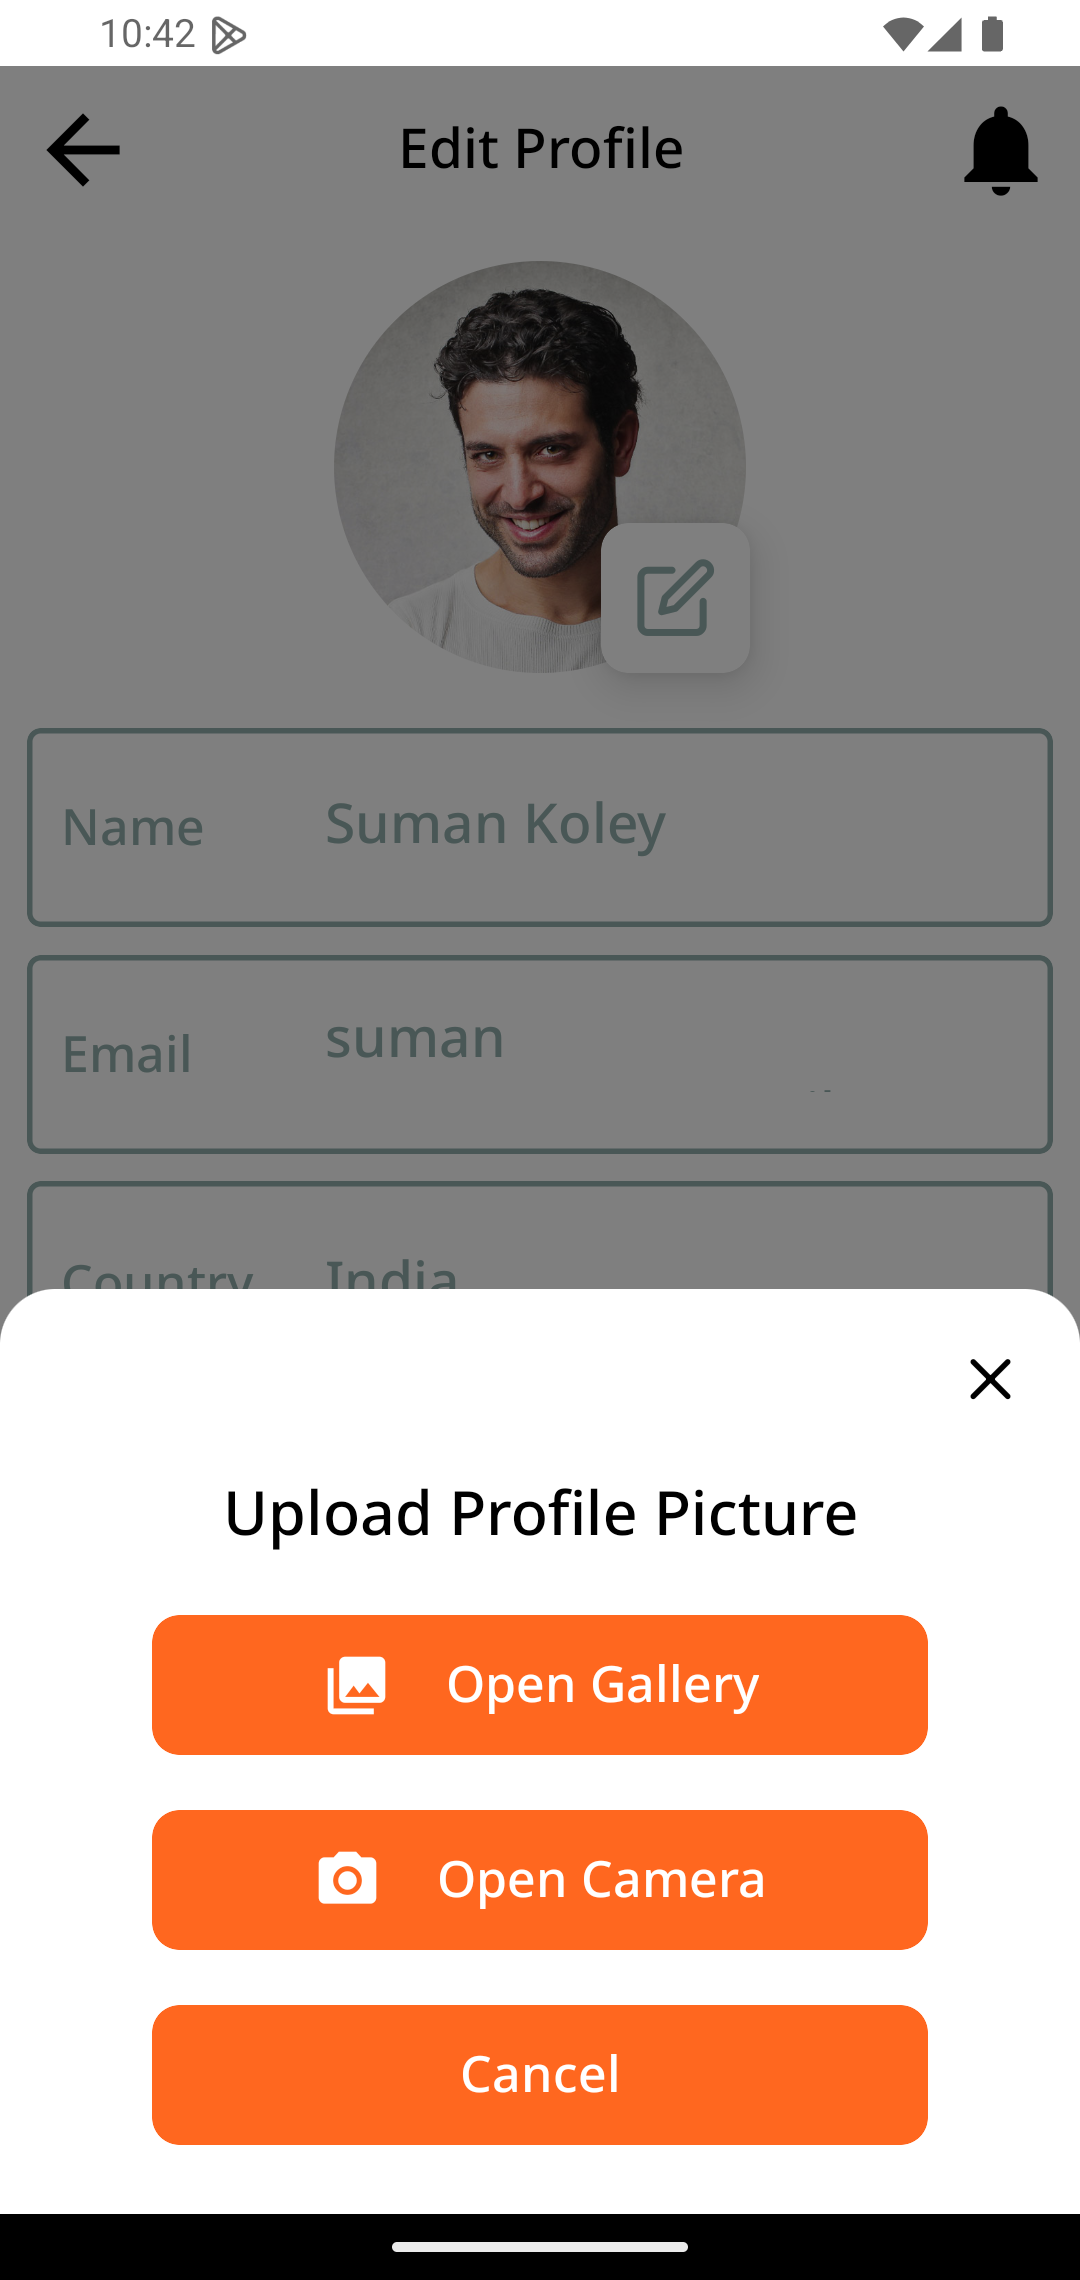 10:42
Edit Profile
Name Suman Koley
Email suman
Country India
Upload Profile Picture
Open Gallery
Open Camera
Cancel